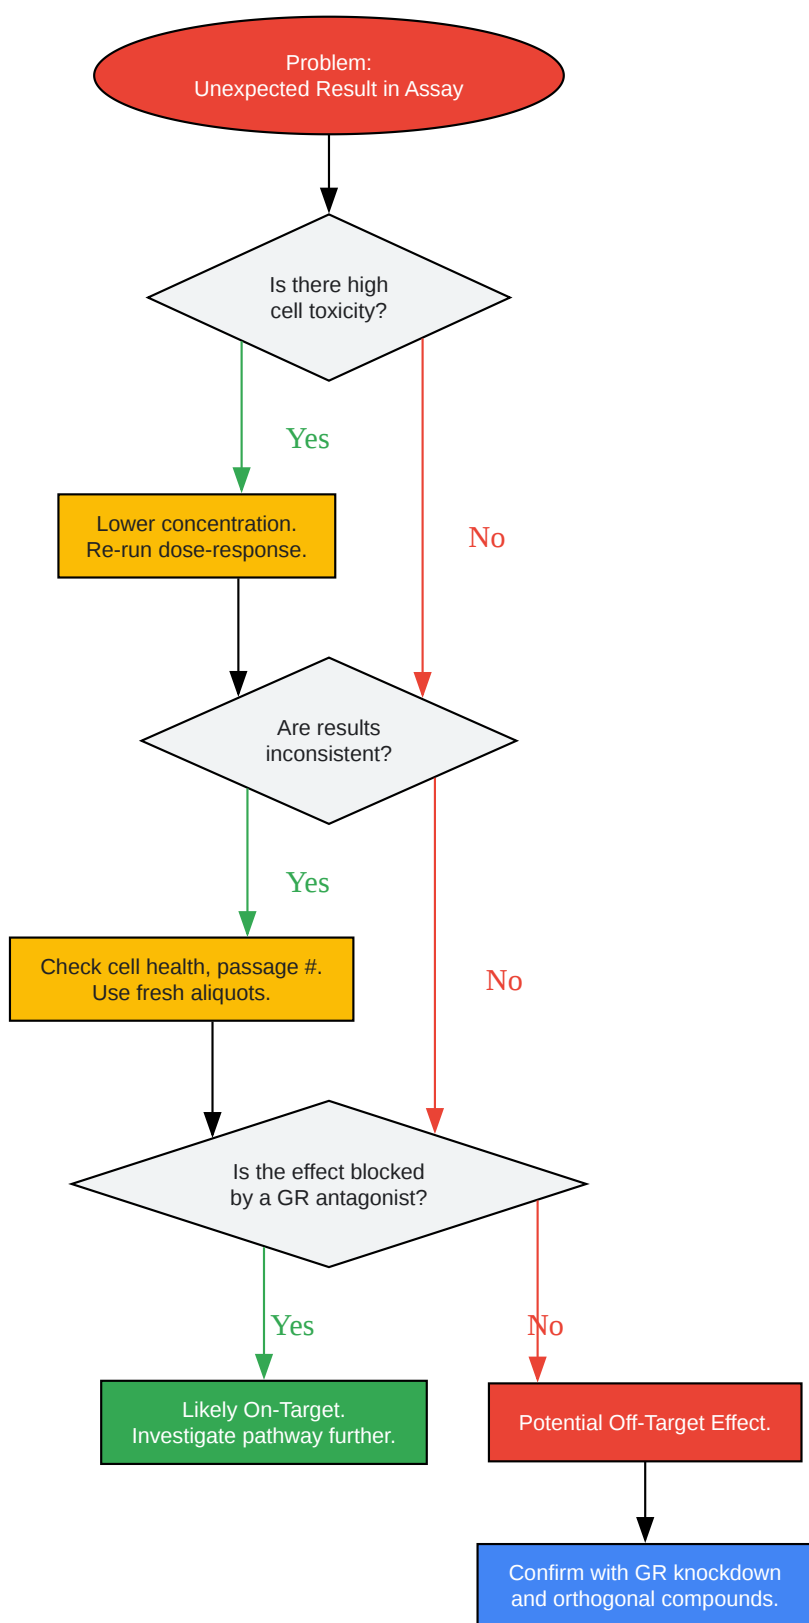 Problem:
Unexpected Result in Assay
Is there high
cell toxicity?
Yes
No
Lower concentration.
Re-run dose-response.
Are results
inconsistent?
Yes
No
Check cell health, passage #.
Use fresh aliquots.
Is the effect blocked
by a GR antagonist?
Yes
No
Likely On-Target.
Investigate pathway further.
Potential Off-Target Effect.
Confirm with GR knockdown
and orthogonal compounds.